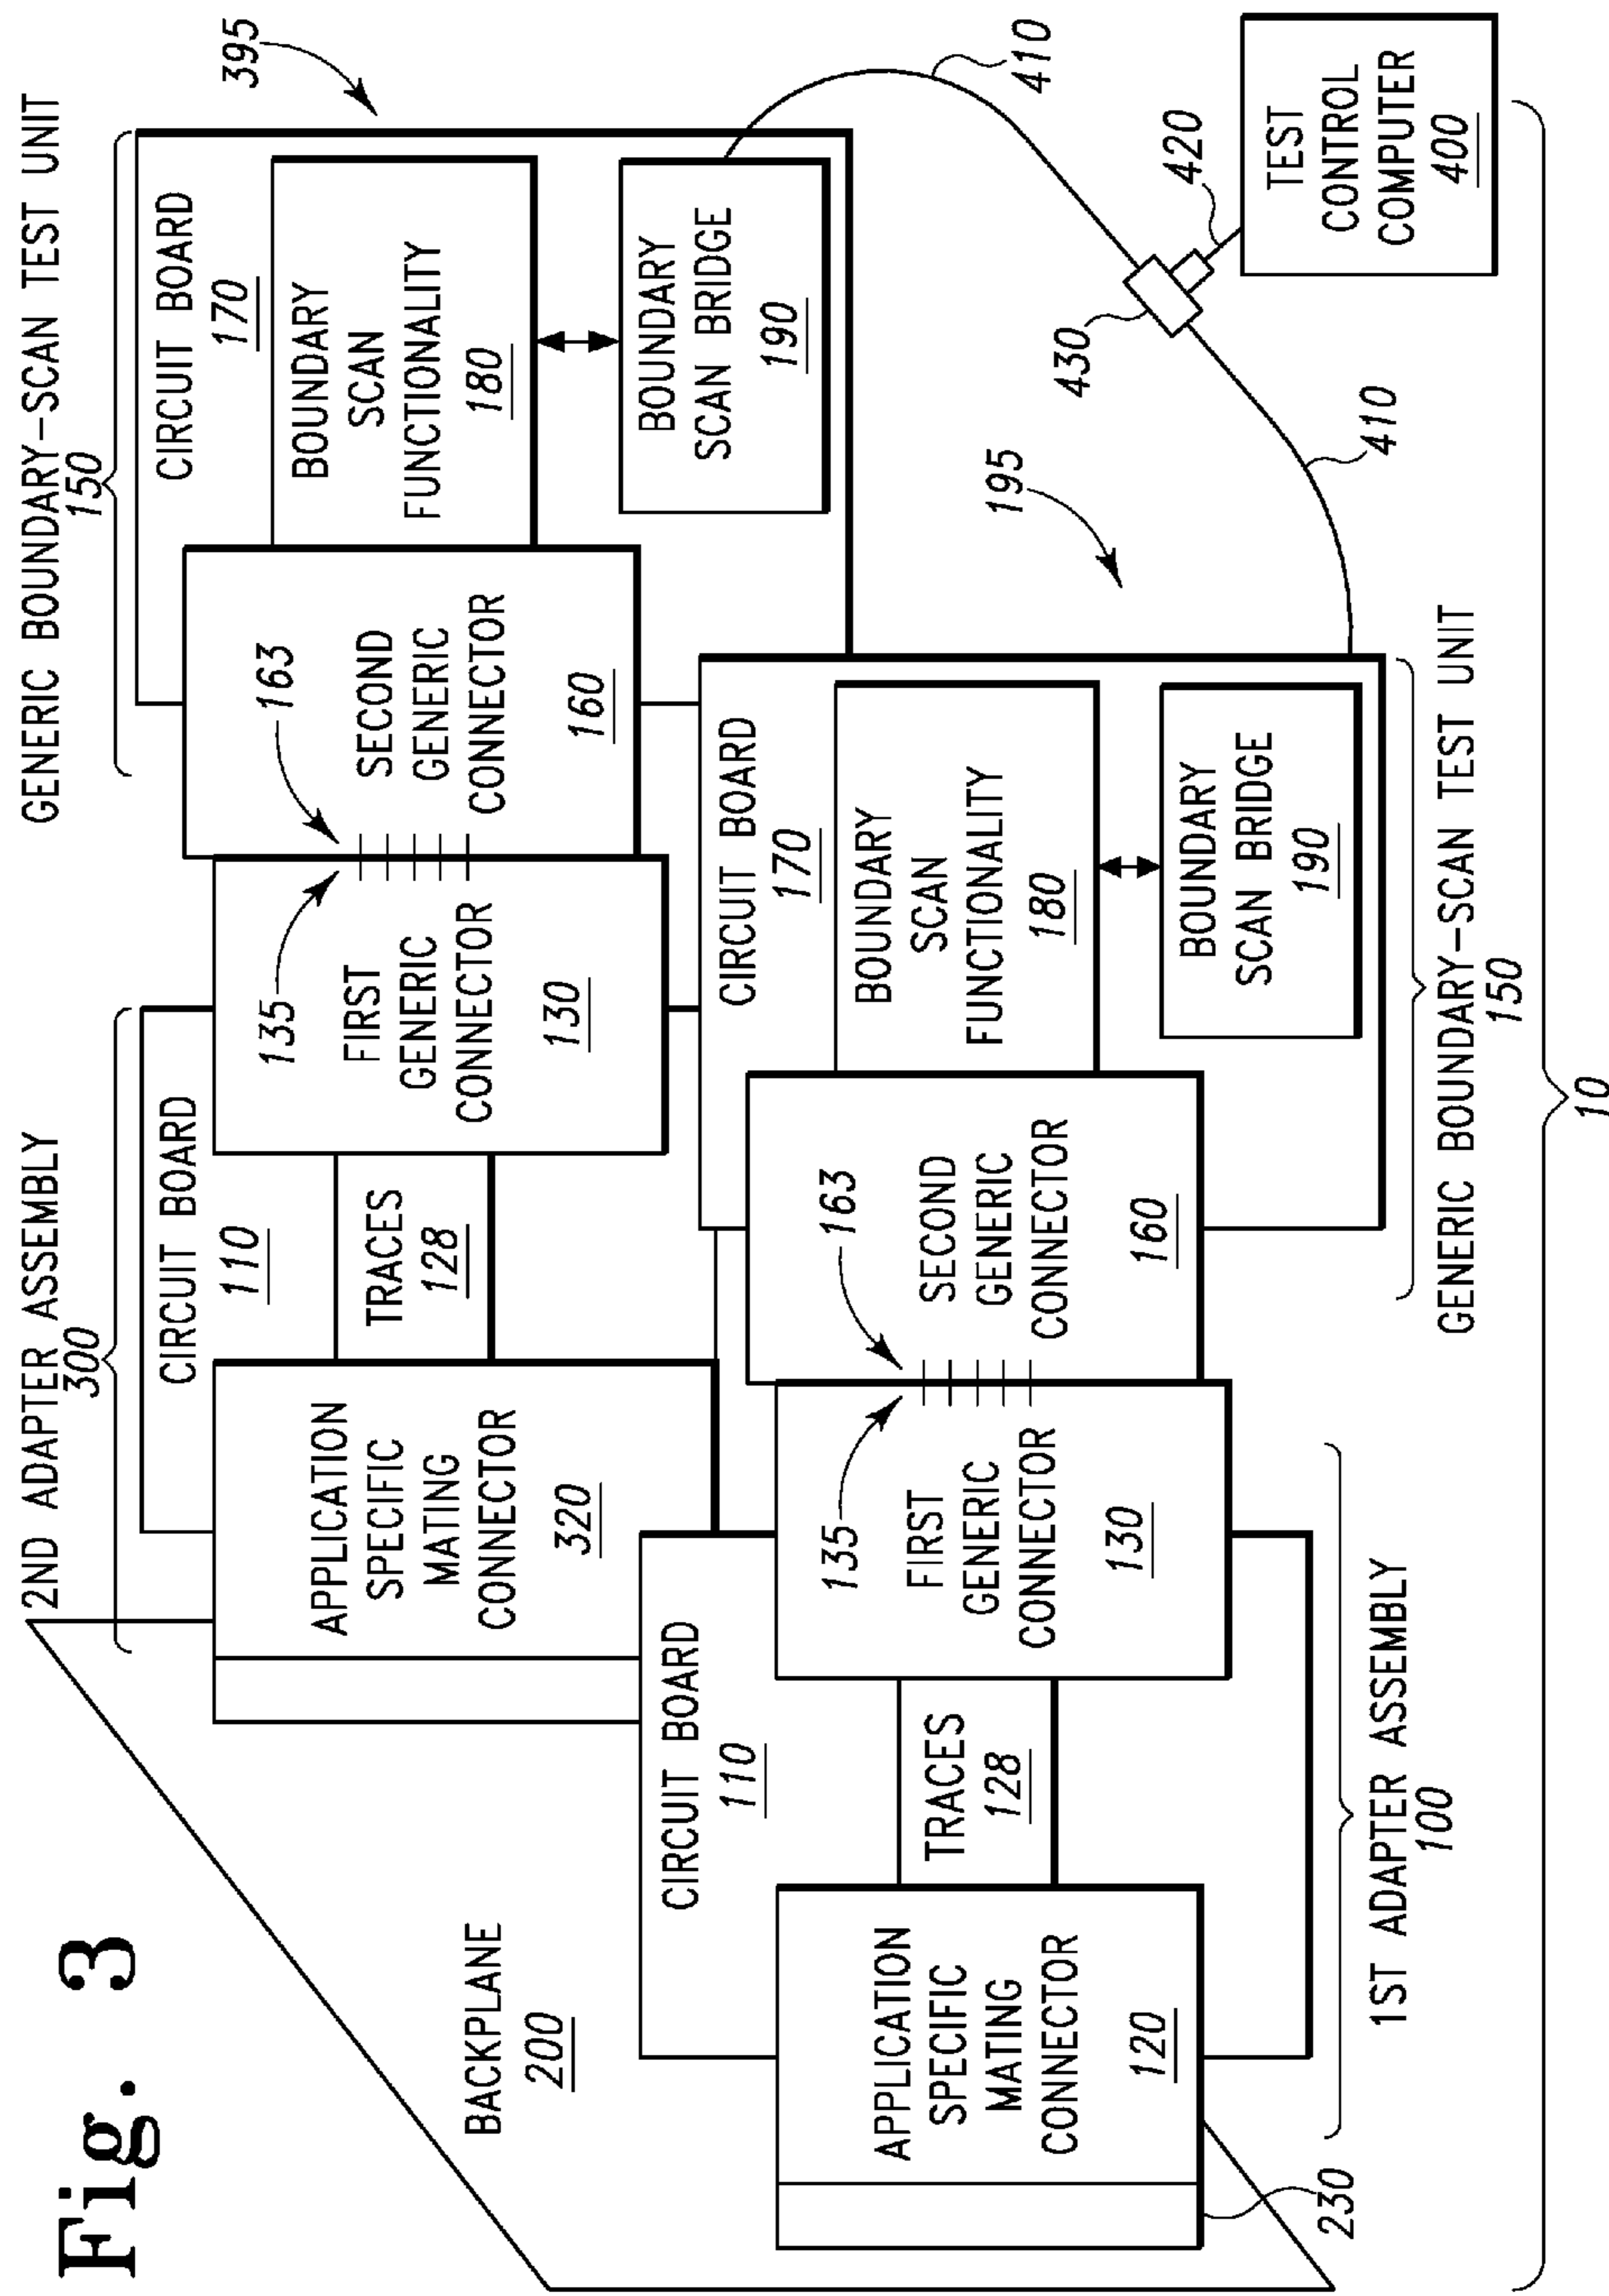 Fig. 3
2ND ADAPTER ASSEMBLY
300
GENERIC BOUNDARY-SCAN TEST UNIT
150
395
BACKPLANE
200
CIRCUIT BOARD
110
APPLICATION
SPECIFIC
MATING
CONNECTOR
320
TRACES
128
135
FIRST
GENERIC
CONNECTOR
130
163
SECOND
GENERIC
CONNECTOR
160
CIRCUIT BOARD
170
BOUNDARY
SCAN
FUNCTIONALITY
180
BOUNDARY
SCAN BRIDGE
190
410
CIRCUIT BOARD
110
APPLICATION
SPECIFIC
MATING
CONNECTOR
120
TRACES
128
135
FIRST
GENERIC
CONNECTOR
130
163
SECOND
GENERIC
CONNECTOR
160
CIRCUIT BOARD
170
BOUNDARY
SCAN
FUNCTIONALITY
180
BOUNDARY
SCAN BRIDGE
190
195
430
420
410
TEST
CONTROL
COMPUTER
400
230
1ST ADAPTER ASSEMBLY
100
GENERIC BOUNDARY-SCAN TEST UNIT
150
10